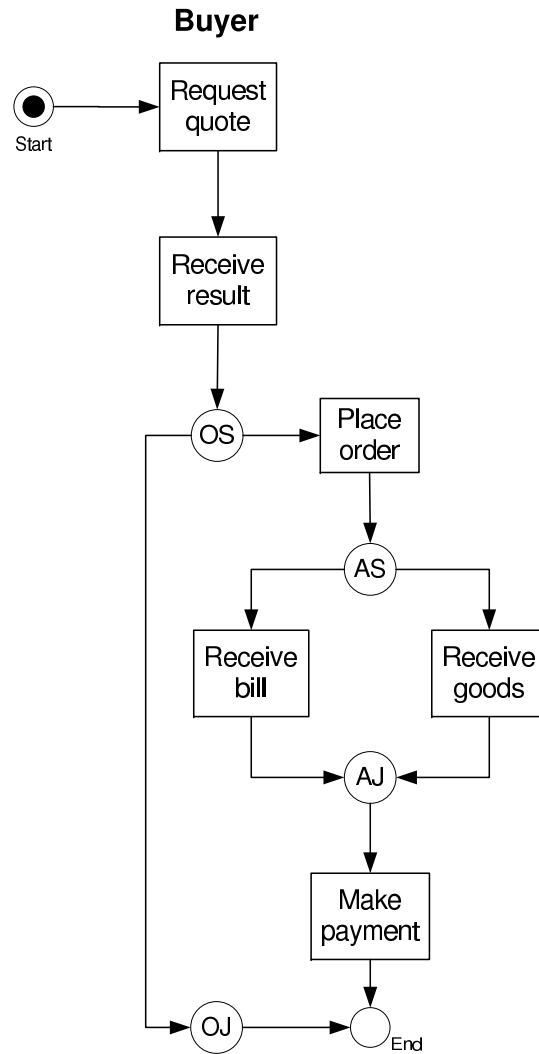 Buyer
Request
quote
Start
Receive
result
OS
Place
order
AS
Receive
bill
Receive
goods
AJ
Make
payment
OJ
End